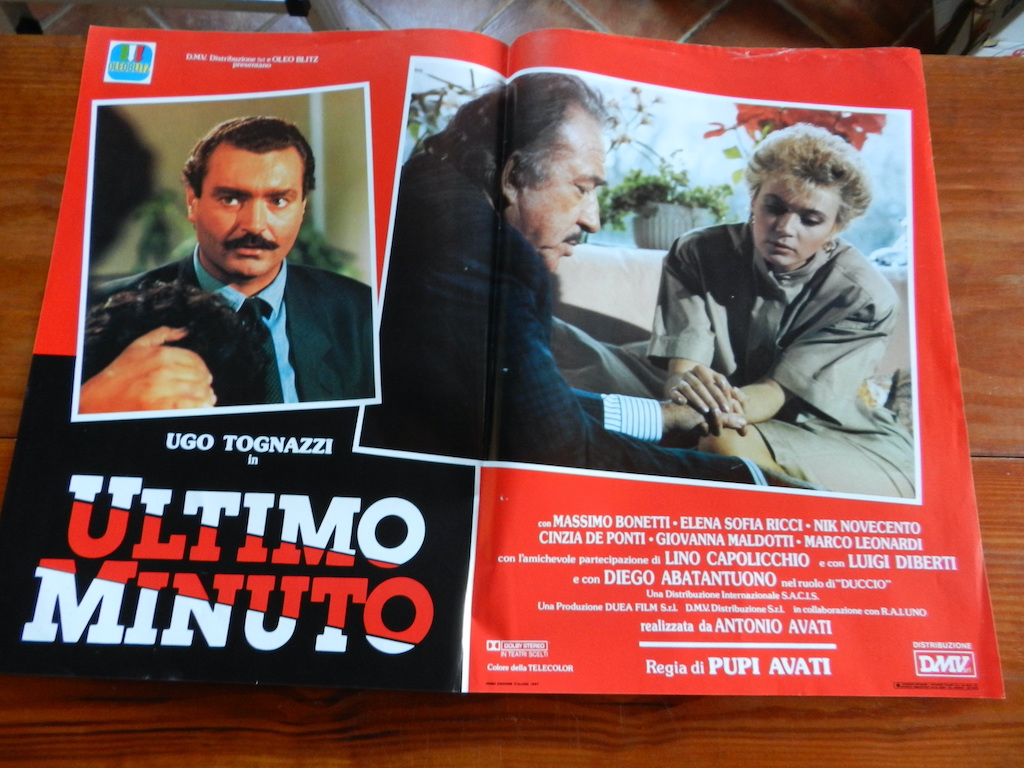 OLEOBLITZ
D.M.V. Distribuzione srl e OLEO BLITZ
presentano
UGO TOGNAZZI
in
ULTIMO
MINUTO
con MASSIMO BONETTI • ELENA SOFIA RICCI • NIK NOVECENTO
CINZIA DE PONTI • GIOVANNA MALDOTTI • MARCO LEONARDI
con l'amichevole partecipazione di LINO CAPOLICCHIO e con LUIGI DIBERTI
e con DIEGO ABATANTUONO nel ruolo di "DUCCIO"
Una Distribuzione Internazionale S.A.C.I.S.
Una Produzione DUEA FILM S.r.l. D.M.V. Distribuzione S.r.l. in collaborazione con R.A.I. UNO
realizzata da ANTONIO AVATI
Regia di PUPI AVATI
DOLBY STEREO
IN TEATRI SCELTI
Colore della TELECOLOR
DISTRIBUZIONE
DMV